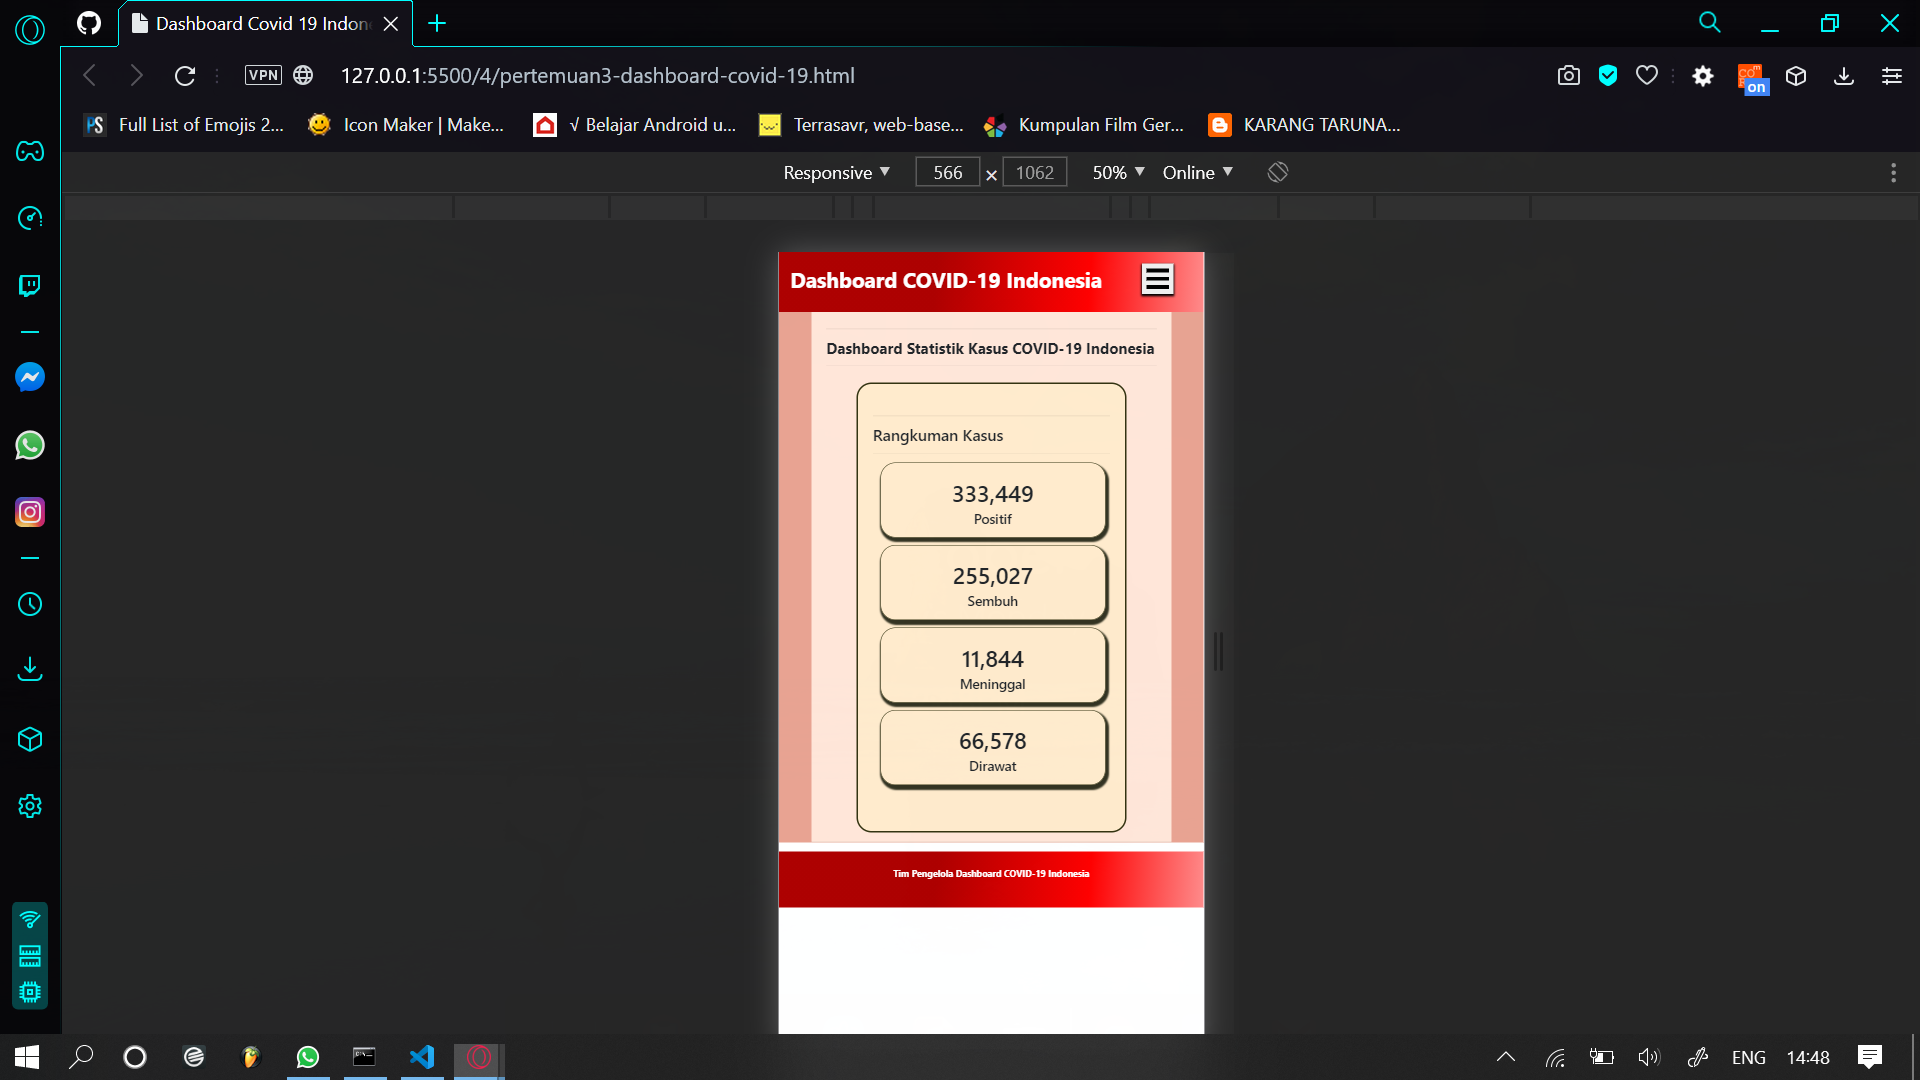 Dashboard Covid 19 Indon
VPN
127.0.0.1:5500/4/pertemuan3-dashboard-covid-19.html
on
PS Full List of Emojis 2...
Icon Maker | Make...
√ Belajar Android u...
Terrasavr, web-base...
Kumpulan Film Ger...
KARANG TARUNA...
Responsive
566
×
1062
50%
Online
Dashboard COVID-19 Indonesia
Dashboard Statistik Kasus COVID-19 Indonesia
Rangkuman Kasus
333,449
Positif
255,027
Sembuh
11,844
Meninggal
66,578
Dirawat
Tim Pengelola Dashboard COVID-19 Indonesia
ENG
14:48